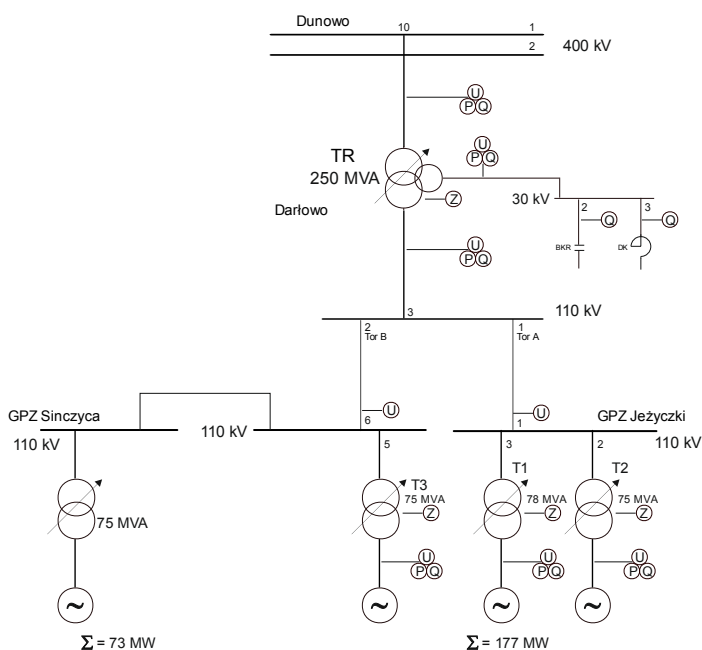 Dunowo
10
1
2
400 kV
U
P Q
TR
250 MVA
U
P Q
Z
30 kV
2
3
Q
Q
BKR
DK
Darłowo
U
P Q
3
110 kV
2
Tor B
1
Tor A
U
U
GPZ Sinczyca
110 kV
110 kV
6
5
1
GPZ Jeżyczki
110 kV
3
2
75 MVA
T3
75 MVA
Z
T1
78 MVA
Z
T2
75 MVA
Z
U
P Q
U
P Q
U
P Q
~
~
~
~
Σ = 73 MW
Σ = 177 MW